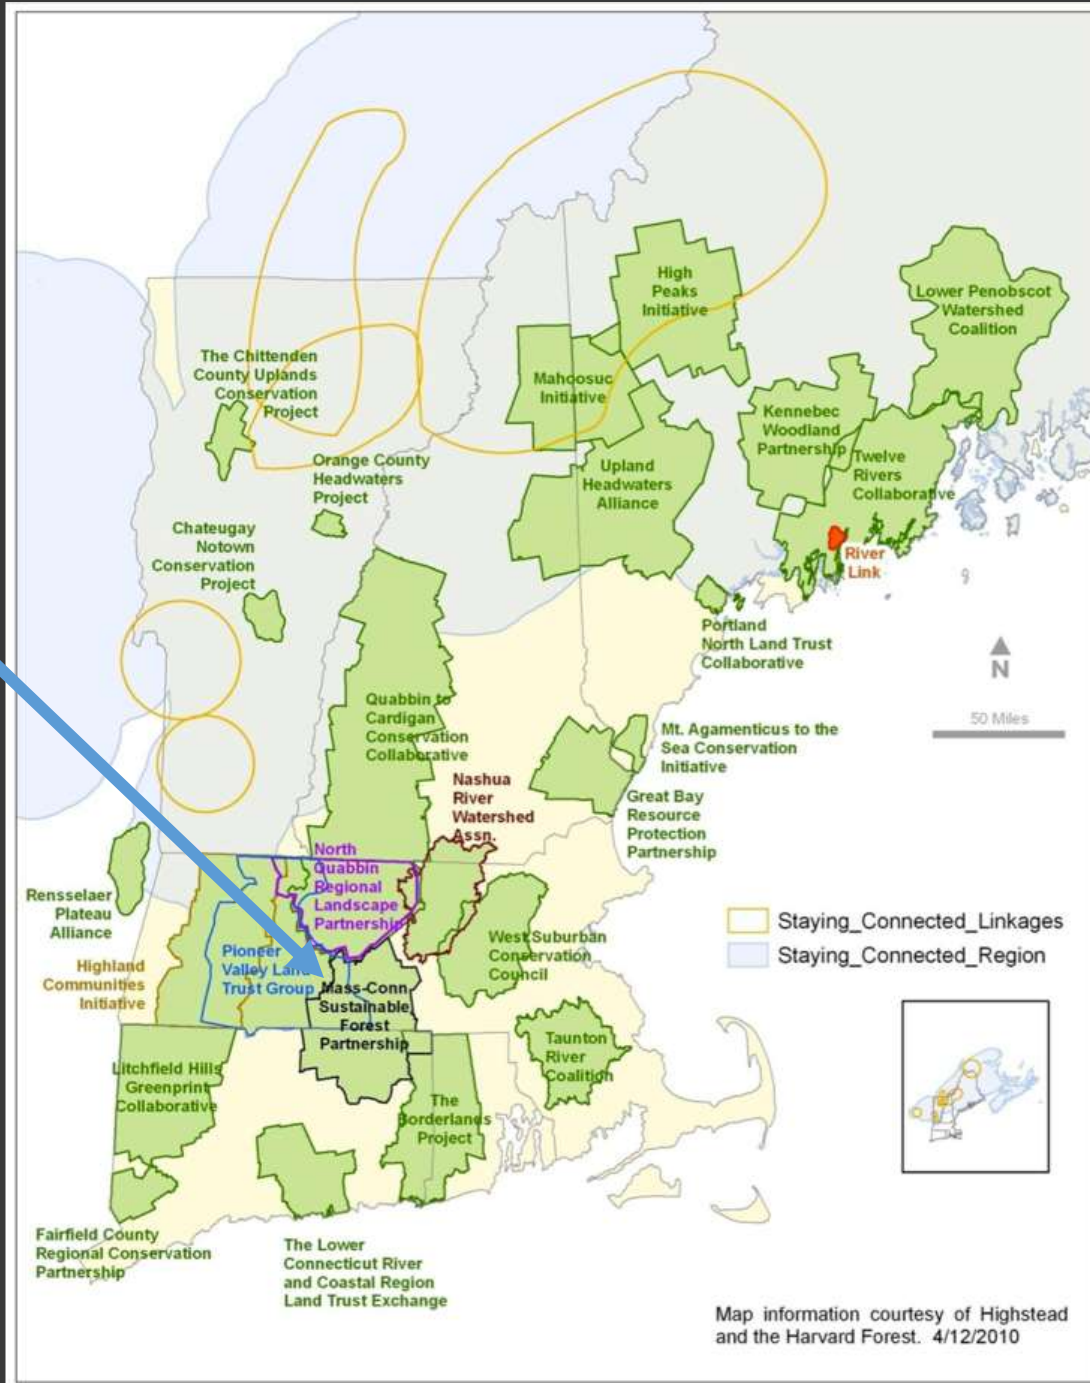 High
Peaks
Initiative
Lower Penobscot
Watershed
Coalition
The Chittenden
County Uplands
Conservation
Project
Mahoosuc
Initiative
Kennebec
Woodland
Partnership
Twelve
Rivers
Collaborative
Orange County
Headwaters
Project
Upland
Headwaters
Alliance
Chateugay
Notown
Conservation
Project
River
Link
Portland
North Land Trust
Collaborative
N
50 Miles
Quabbin to
Cardigan
Conservation
Collaborative
Mt. Agamenticus to the
Sea Conservation
Initiative
Nashua
River
Watershed
Assn.
Great Bay
Resource
Protection
Partnership
North
Quabbin
Regional
Landscape
Partnership
Rensselaer
Plateau
Alliance
Staying_Connected_Linkages
Staying_Connected_Region
West Suburban
Conservation
Council
Pioneer
Valley Land
Trust Group
Highland
Communities
Initiative
Mass-Conn
Sustainable
Forest
Partnership
Taunton
River
Coalition
Litchfield Hills
Greenprint
Collaborative
The
Borderlands
Project
Fairfield County
Regional Conservation
Partnership
The Lower
Connecticut River
and Coastal Region
Land Trust Exchange
Map information courtesy of Highstead
and the Harvard Forest. 4/12/2010